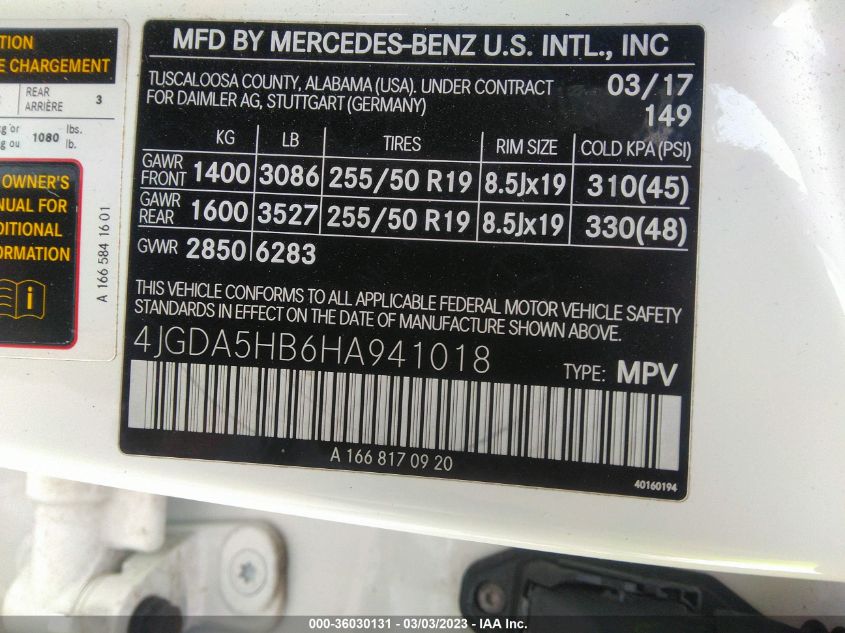 TION
E CHARGEMENT
REAR
ARRIÈRE 3
kg or
ou 1080 lbs.
lb.
OWNER'S
NUAL FOR
DITIONAL
ORMATION
i
A 166 584 16 01
MFD BY MERCEDES-BENZ U.S. INTL., INC
TUSCALOOSA COUNTY, ALABAMA (USA). UNDER CONTRACT 03/17
FOR DAIMLER AG, STUTTGART (GERMANY) 149
KG LB TIRES RIM SIZE COLD KPA (PSI)
GAWR FRONT 1400 3086 255/50 R19 8.5Jx19 310(45)
GAWR REAR 1600 3527 255/50 R19 8.5Jx19 330(48)
GVWR 2850 6283
THIS VEHICLE CONFORMS TO ALL APPLICABLE FEDERAL MOTOR VEHICLE SAFETY
STANDARDS IN EFFECT ON THE DATE OF MANUFACTURE SHOWN ABOVE.
4JGDA5HB6HA941018 TYPE: MPV
A 166 817 09 20
40160194
000-36030131 - 03/03/2023 - IAA Inc.